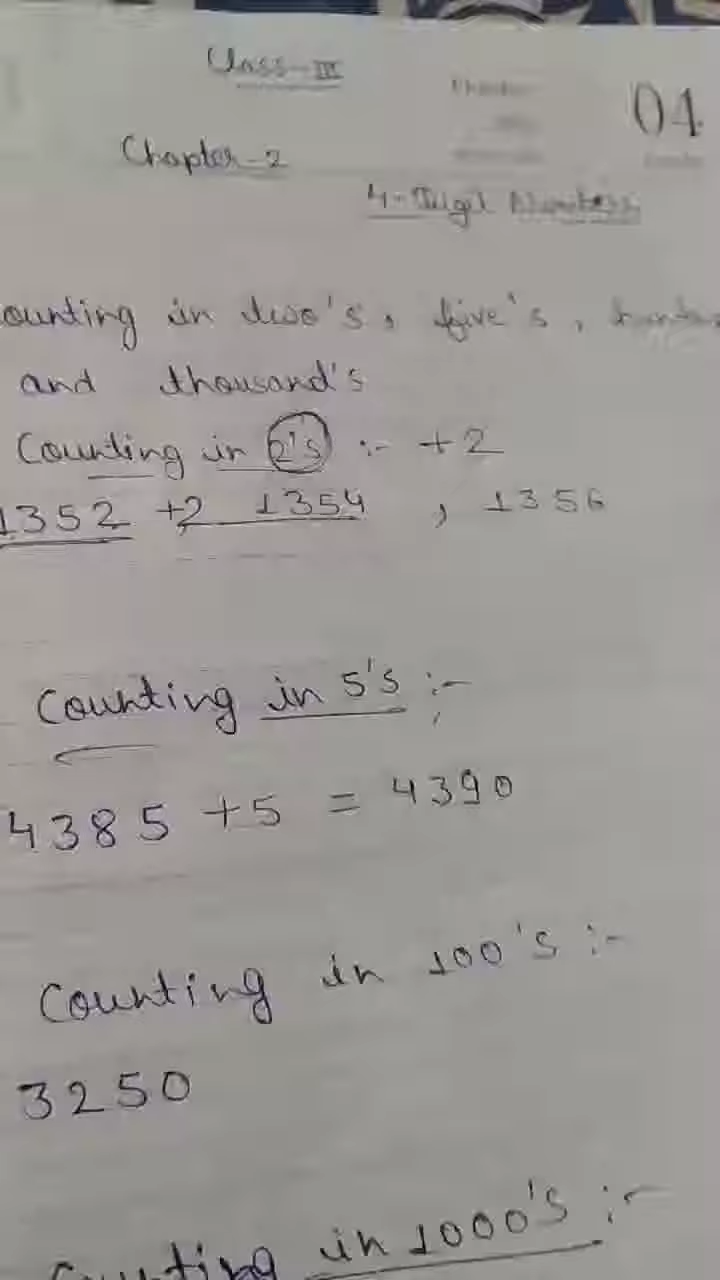 Class-III
04
Chapter-2
4-Digit Numbers
ounting in two's, five's,
and thousand's
Counting in 2's :- +2
1352 +2 1354 , 1356
Counting in 5's :-
4385 +5 = 4390
Counting in 100's :-
3250
Counting in 1000's :-